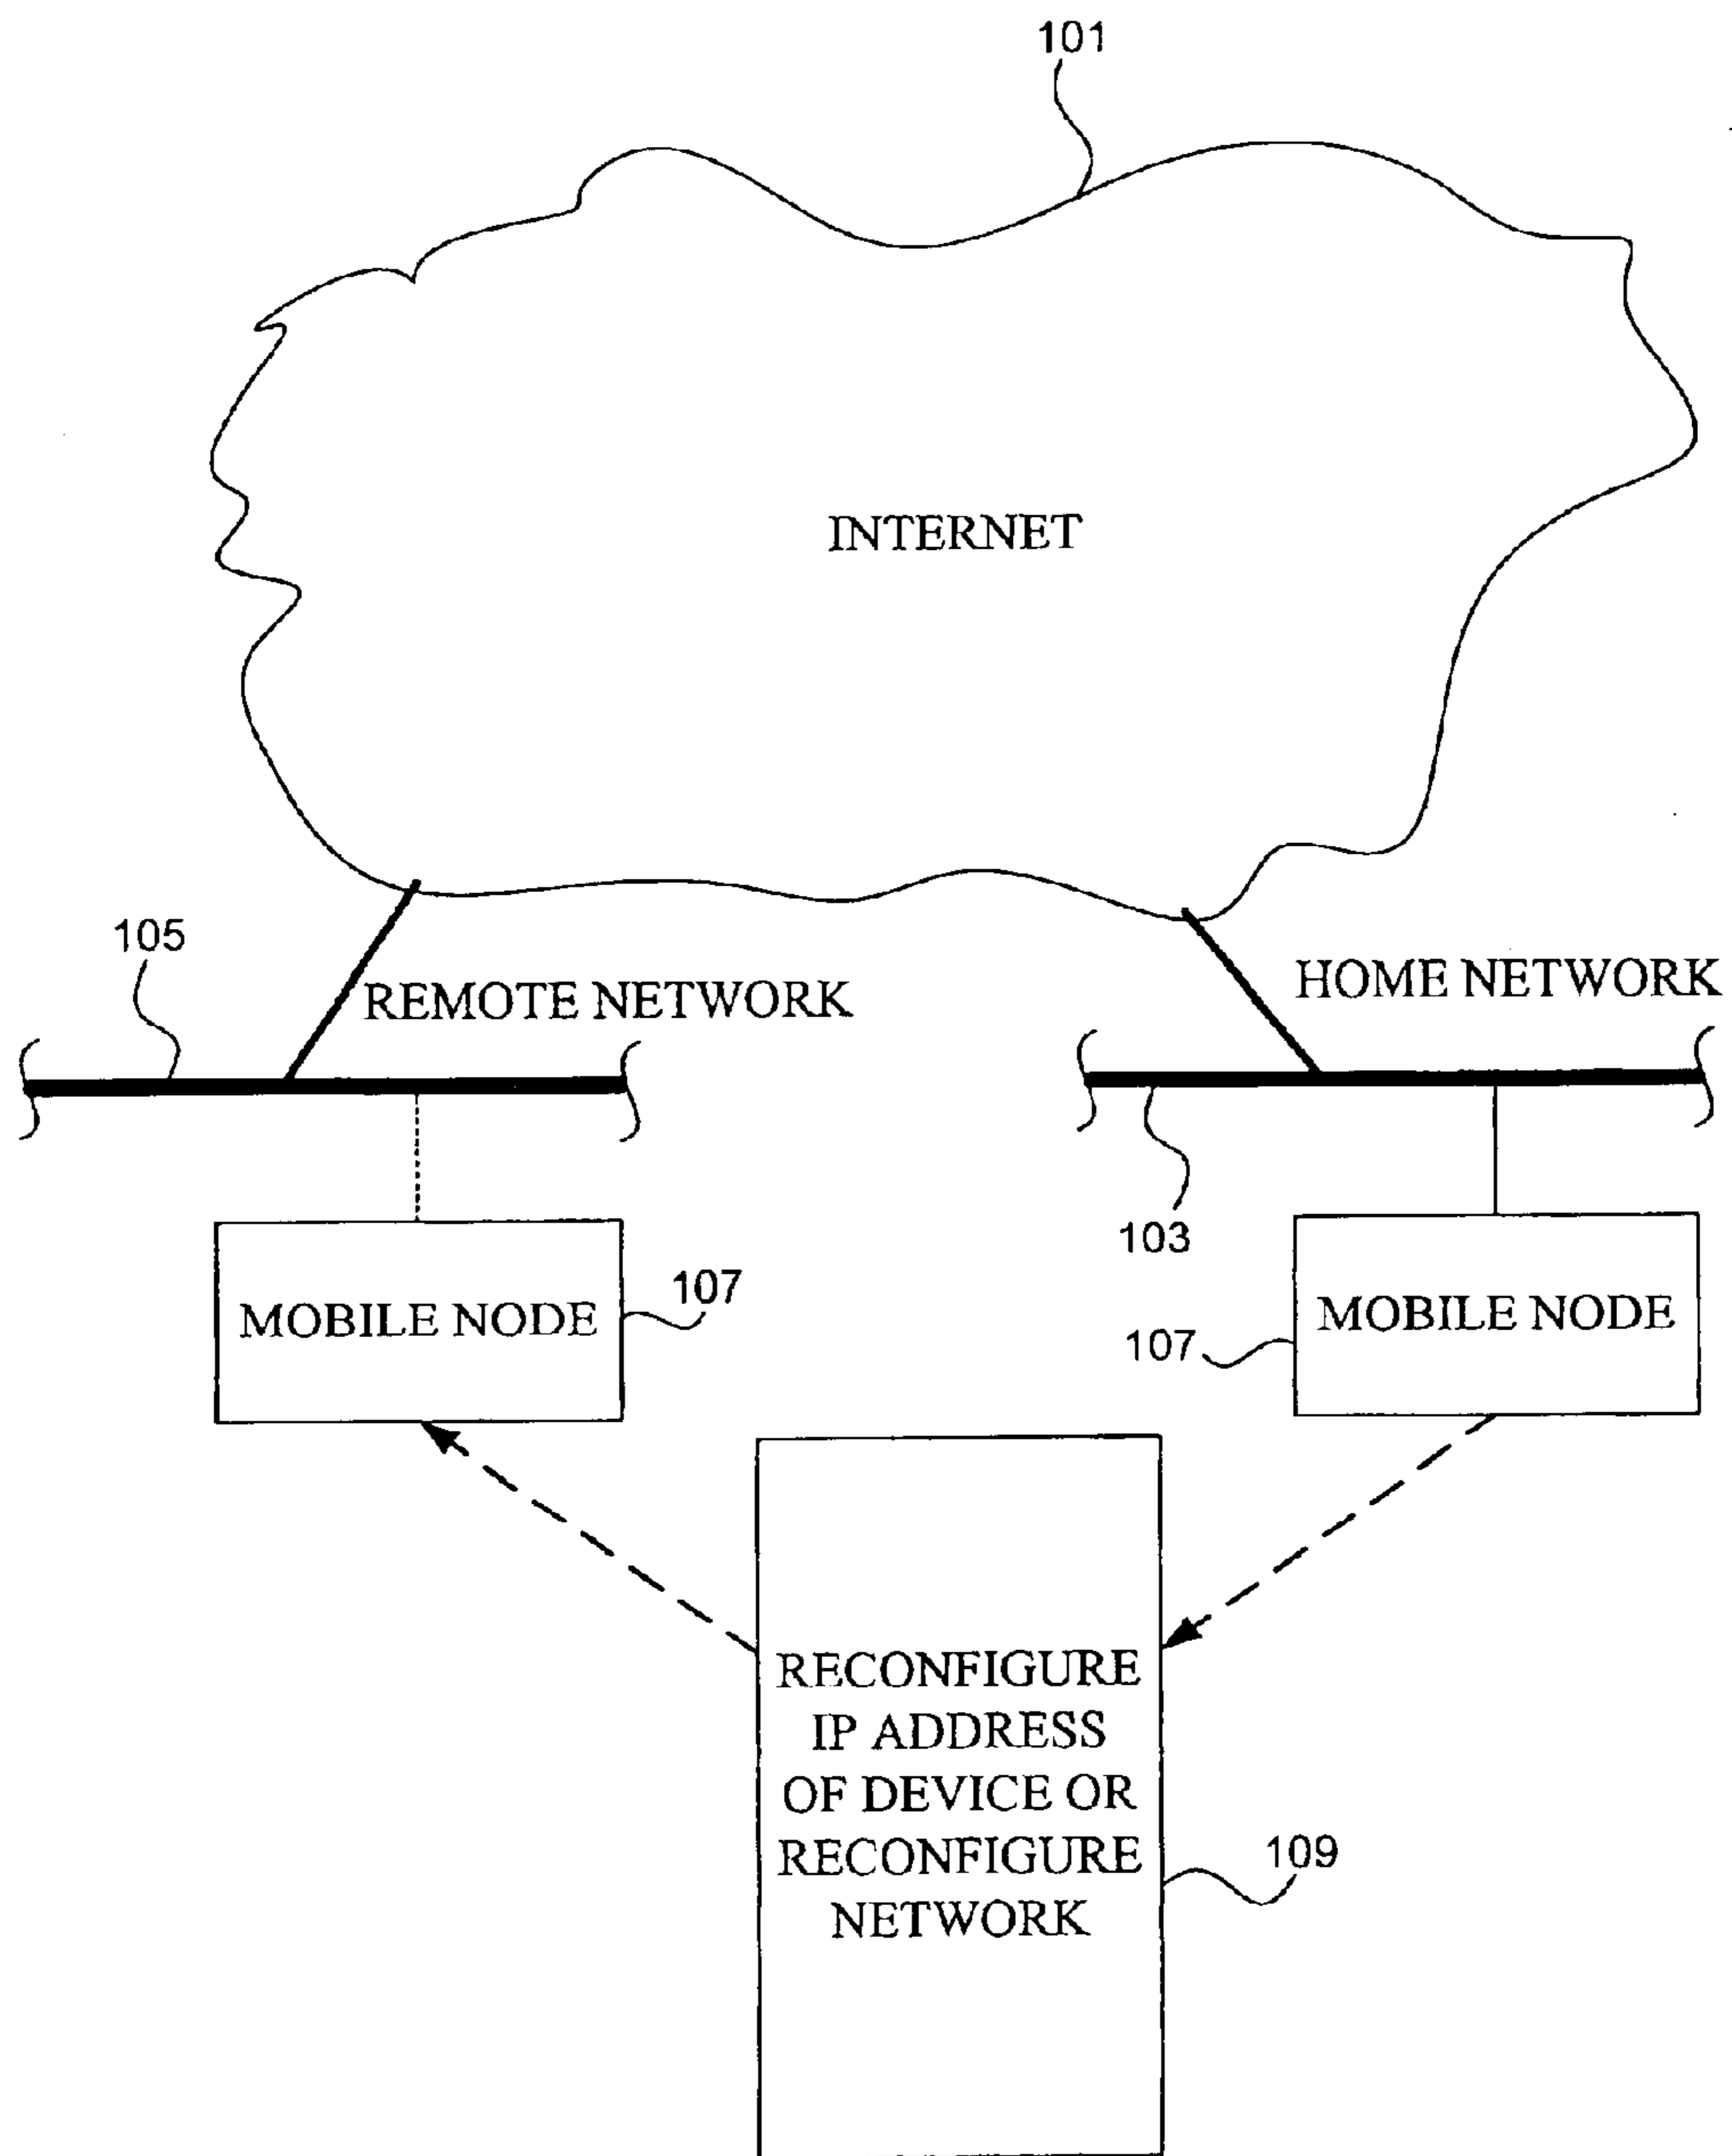 101
INTERNET
105
REMOTE NETWORK
HOME NETWORK
103
MOBILE NODE
107
107
MOBILE NODE
RECONFIGURE
IP ADDRESS
OF DEVICE OR
RECONFIGURE
NETWORK
109